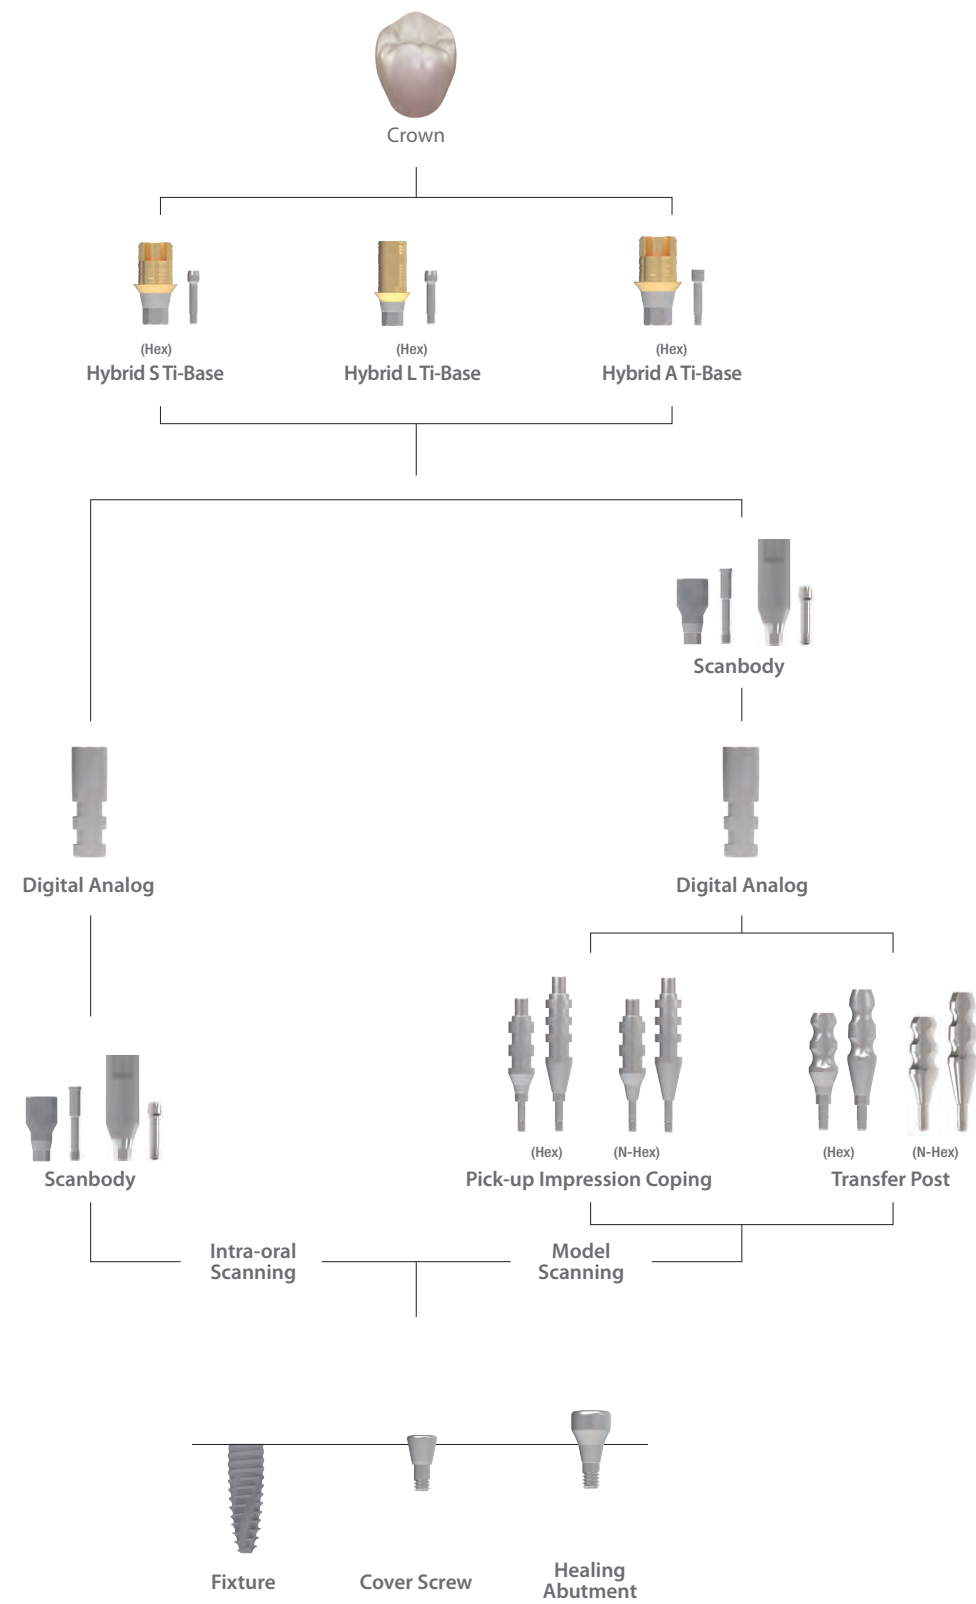 Crown
(Hex)
Hybrid S Ti-Base
(Hex)
Hybrid L Ti-Base
(Hex)
Hybrid A Ti-Base
Scanbody
Digital Analog
Digital Analog
Scanbody
(Hex)
(N-Hex)
Pick-up Impression Coping
(Hex)
(N-Hex)
Transfer Post
Intra-oral
Scanning
Model
Scanning
Fixture
Cover Screw
Healing
Abutment